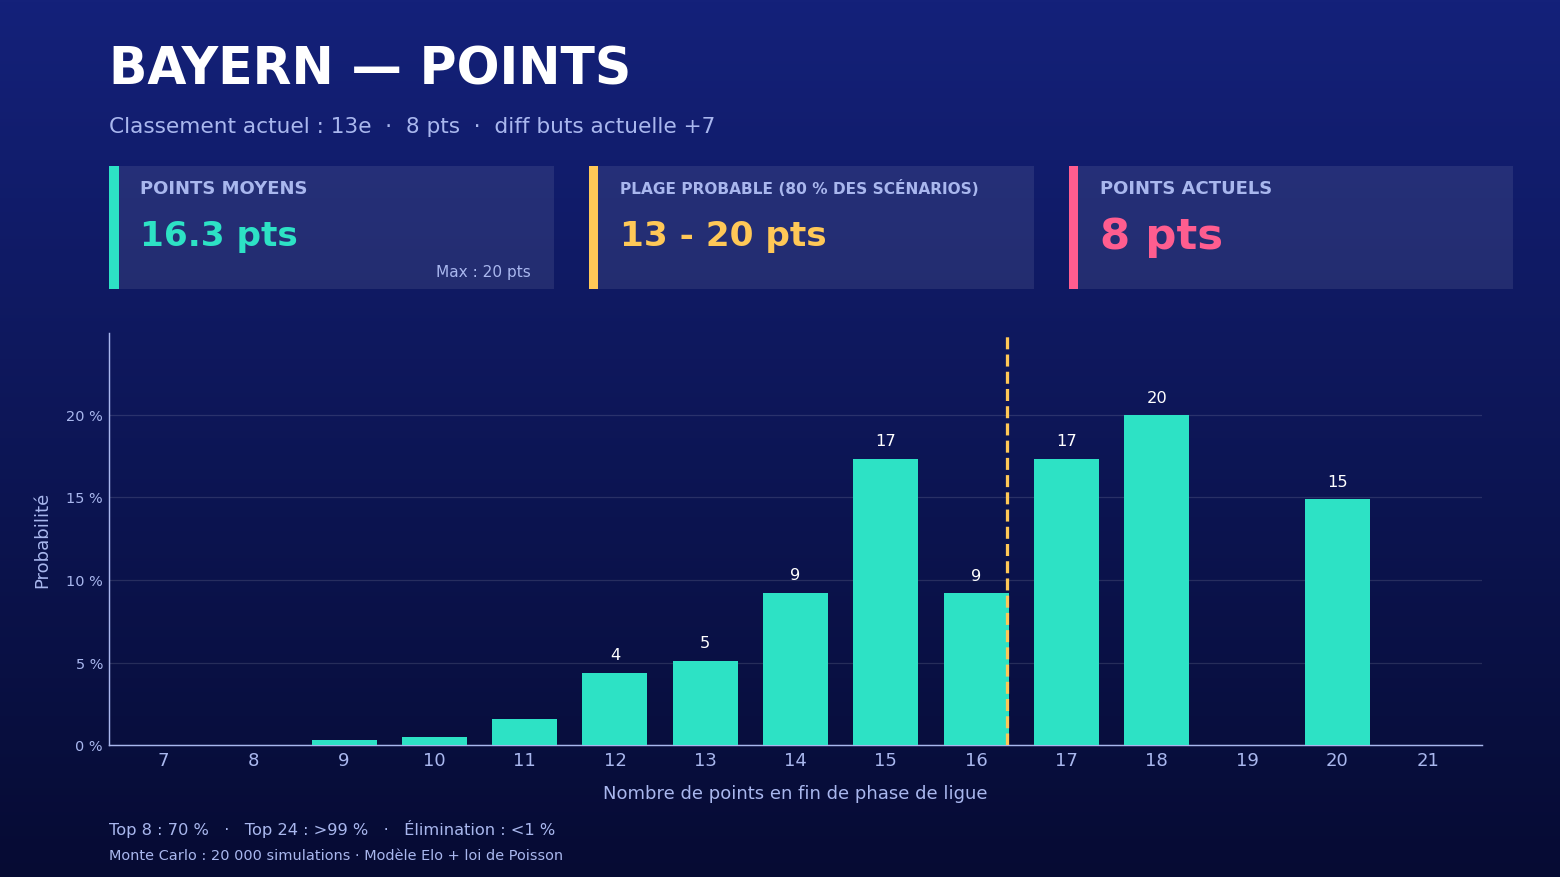 BAYERN — POINTS
Classement actuel : 13e · 8 pts · diff buts actuelle +7
POINTS MOYENS
16.3 pts
Max : 20 pts
PLAGE PROBABLE (80 % DES SCÉNARIOS)
13 - 20 pts
POINTS ACTUELS
8 pts
Probabilité
20 %
15 %
10 %
5 %
0 %
4
5
9
17
9
17
20
15
7 8 9 10 11 12 13 14 15 16 17 18 19 20 21
Nombre de points en fin de phase de ligue
Top 8 : 70 % · Top 24 : >99 % · Élimination : <1 %
Monte Carlo : 20 000 simulations · Modèle Elo + loi de Poisson